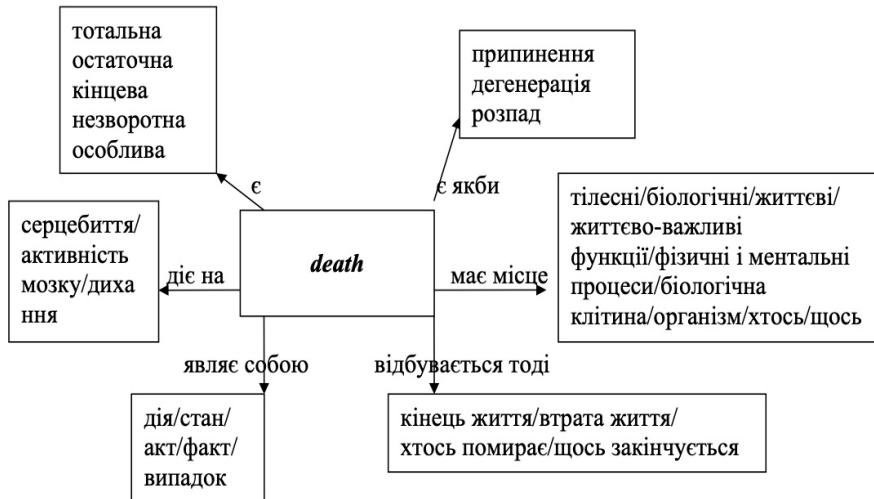 тотальна
остаточна
кінцева
незворотна
особлива
припинення
дегенерація
розпад
є
є якби
серцебиття/
активність
мозку/диха
ння
діє на
death
має місце
тілесні/біологічні/життєві/
життєво-важливі
функції/фізичні і ментальні
процеси/біологічна
клітина/організм/хтось/щось
являє собою
відбувається тоді
дія/стан/
акт/факт/
випадок
кінець життя/втрата життя/
хтось помирає/щось закінчується